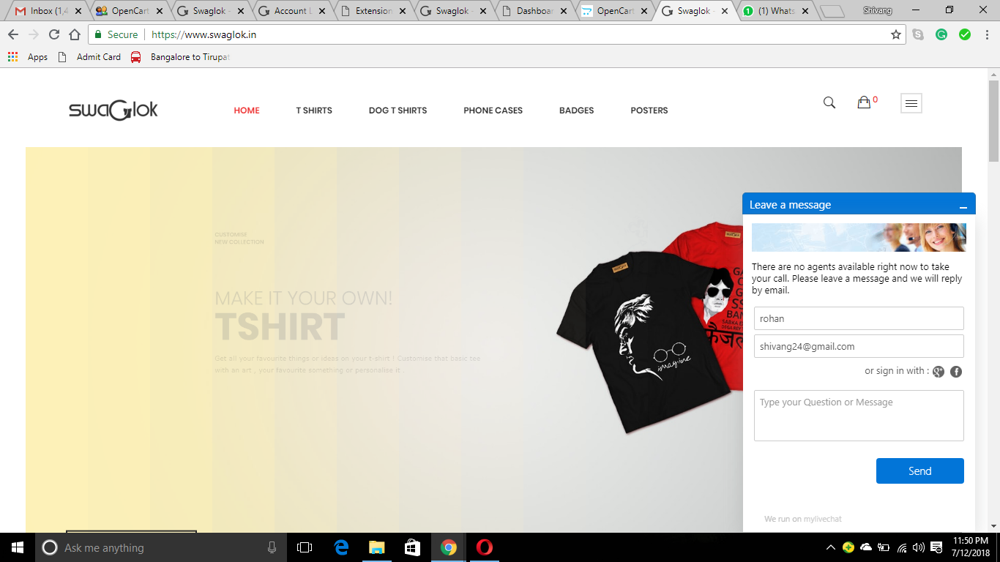 Inbox (1,4
OpenCart
Swaglok -
Account L
Extension
Swaglok -
Dashboar
OpenCart
Swaglok -
(1) Whats
Shivang
Secure
https://www.swaglok.in
Apps
Admit Card
Bangalore to Tirupat
swaGlok
HOME
T SHIRTS
DOG T SHIRTS
PHONE CASES
BADGES
POSTERS
0
CUSTOMISE
NEW COLLECTION
MAKE IT YOUR OWN!
TSHIRT
Get all your favourite things or ideas on your t-shirt ! Customise that basic tee
with an art , your favourite something or personalise it .
imagine
SABKA
फैजल
Leave a message
There are no agents available right now to take
your call. Please leave a message and we will reply
by email.
rohan
shivang24@gmail.com
or sign in with :
Type your Question or Message
Send
We run on mylivechat
Ask me anything
11:50 PM
7/12/2018